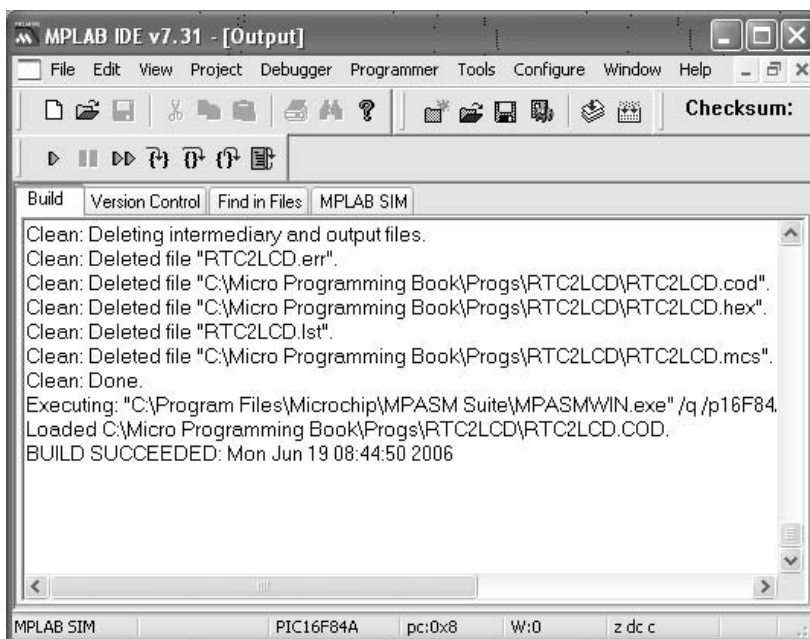 MPLAB IDE v7.31 - [Output]
File Edit View Project Debugger Programmer Tools Configure Window Help
Checksum:
Build Version Control Find in Files MPLAB SIM
Clean: Deleting intermediary and output files.
Clean: Deleted file "RTC2LCD.err".
Clean: Deleted file "C:\Micro Programming Book\Progs\RTC2LCD\RTC2LCD.cod".
Clean: Deleted file "C:\Micro Programming Book\Progs\RTC2LCD\RTC2LCD.hex".
Clean: Deleted file "RTC2LCD.lst".
Clean: Deleted file "C:\Micro Programming Book\Progs\RTC2LCD\RTC2LCD.mcs".
Clean: Done.
Executing: "C:\Program Files\Microchip\MPASM Suite\MPASMWIN.exe" /q /p16F84
Loaded C:\Micro Programming Book\Progs\RTC2LCD\RTC2LCD.COD.
BUILD SUCCEEDED: Mon Jun 19 08:44:50 2006
MPLAB SIM PIC16F84A pc:0x8 W:0 z dc c